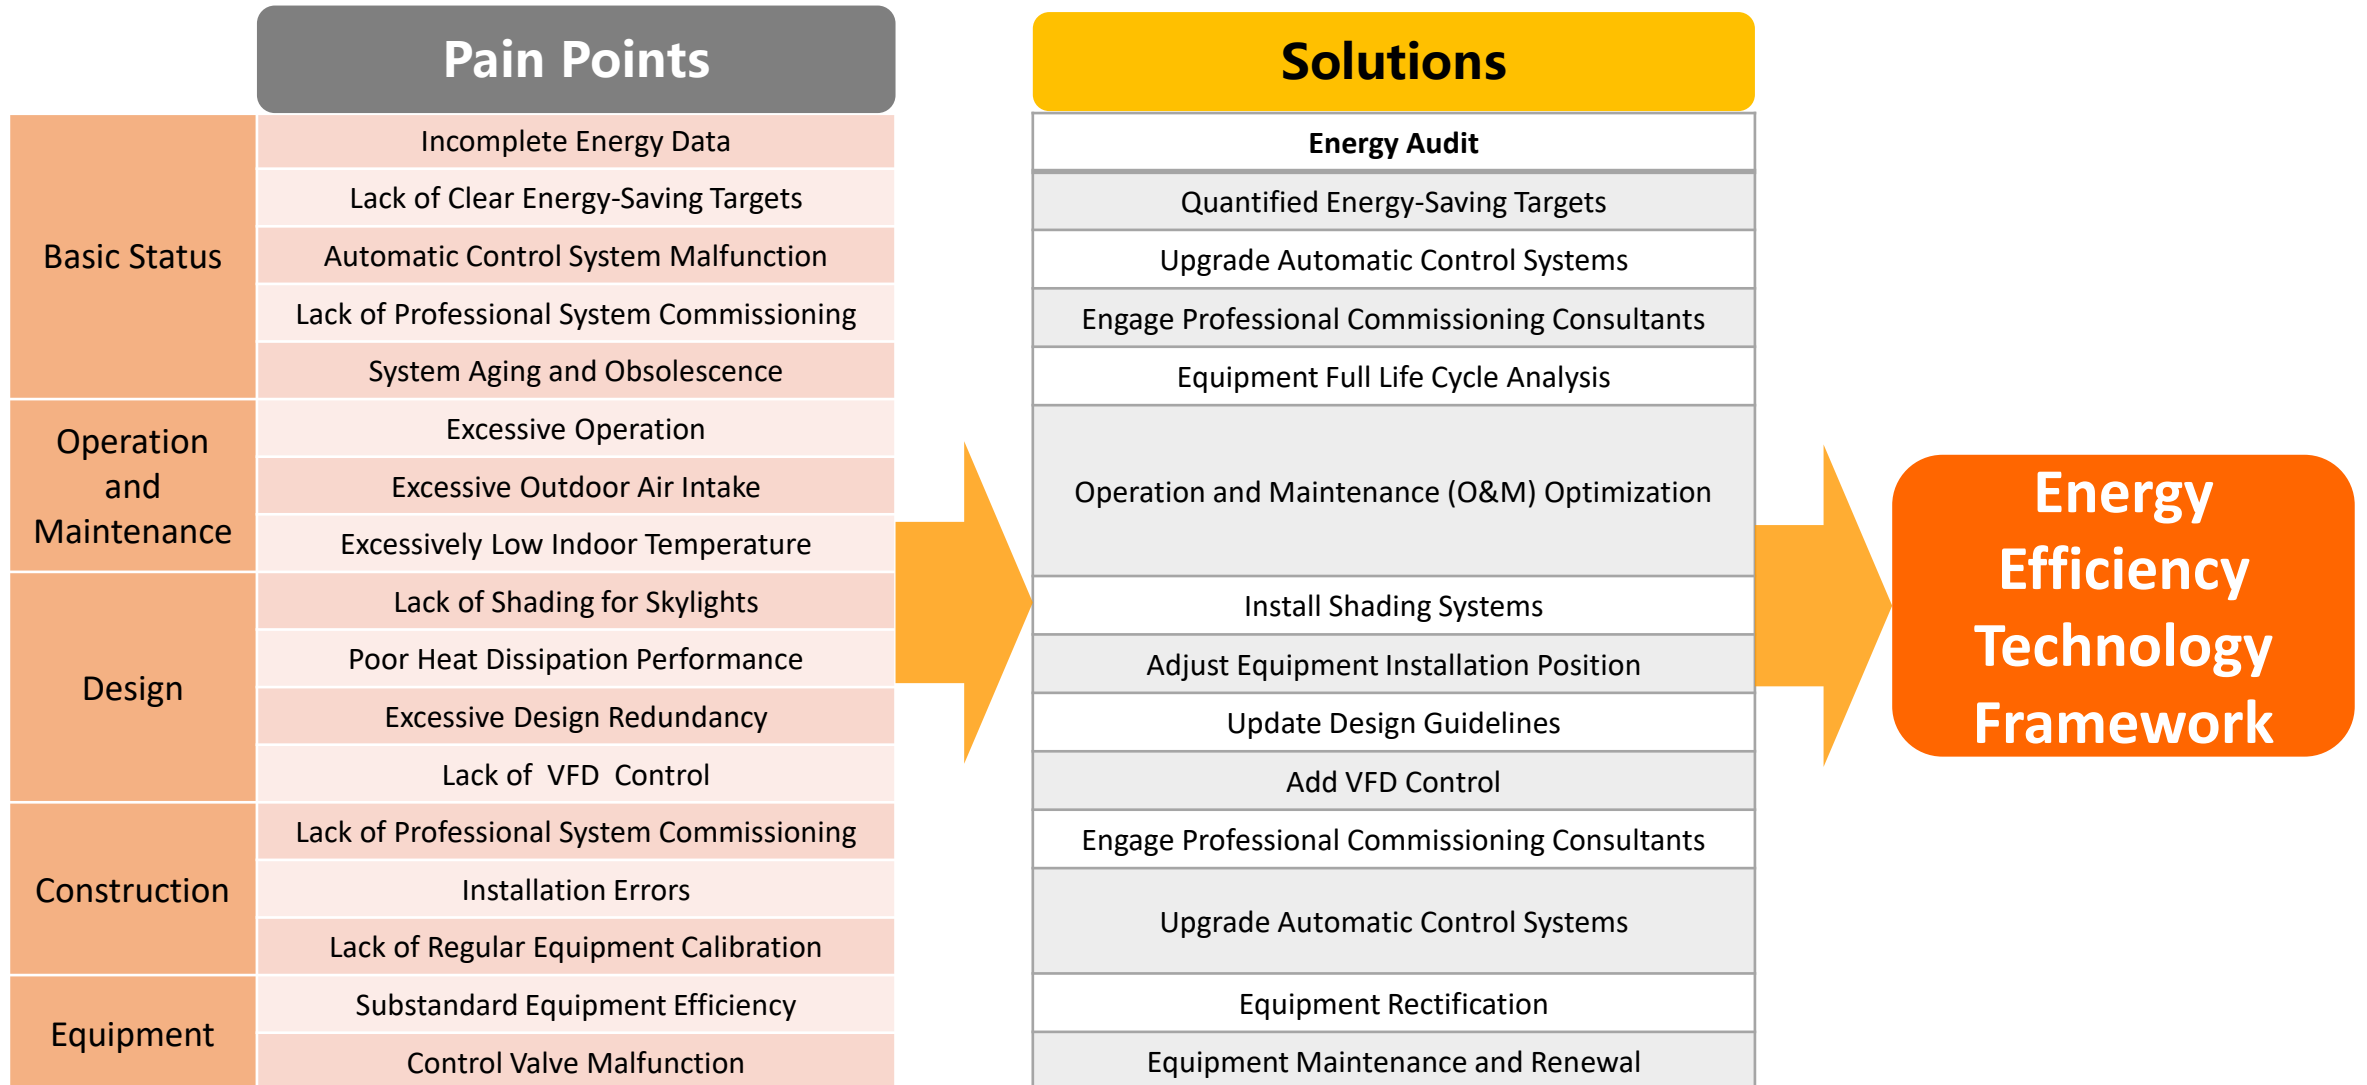 Pain Points
Solutions
Basic Status
Incomplete Energy Data
Lack of Clear Energy-Saving Targets
Automatic Control System Malfunction
Lack of Professional System Commissioning
System Aging and Obsolescence
Operation
and
Maintenance
Excessive Operation
Excessive Outdoor Air Intake
Excessively Low Indoor Temperature
Design
Lack of Shading for Skylights
Poor Heat Dissipation Performance
Excessive Design Redundancy
Lack of VFD Control
Construction
Lack of Professional System Commissioning
Installation Errors
Lack of Regular Equipment Calibration
Equipment
Substandard Equipment Efficiency
Control Valve Malfunction
Energy Audit
Quantified Energy-Saving Targets
Upgrade Automatic Control Systems
Engage Professional Commissioning Consultants
Equipment Full Life Cycle Analysis
Operation and Maintenance (O&M) Optimization
Install Shading Systems
Adjust Equipment Installation Position
Update Design Guidelines
Add VFD Control
Engage Professional Commissioning Consultants
Upgrade Automatic Control Systems
Equipment Rectification
Equipment Maintenance and Renewal
Energy
Efficiency
Technology
Framework